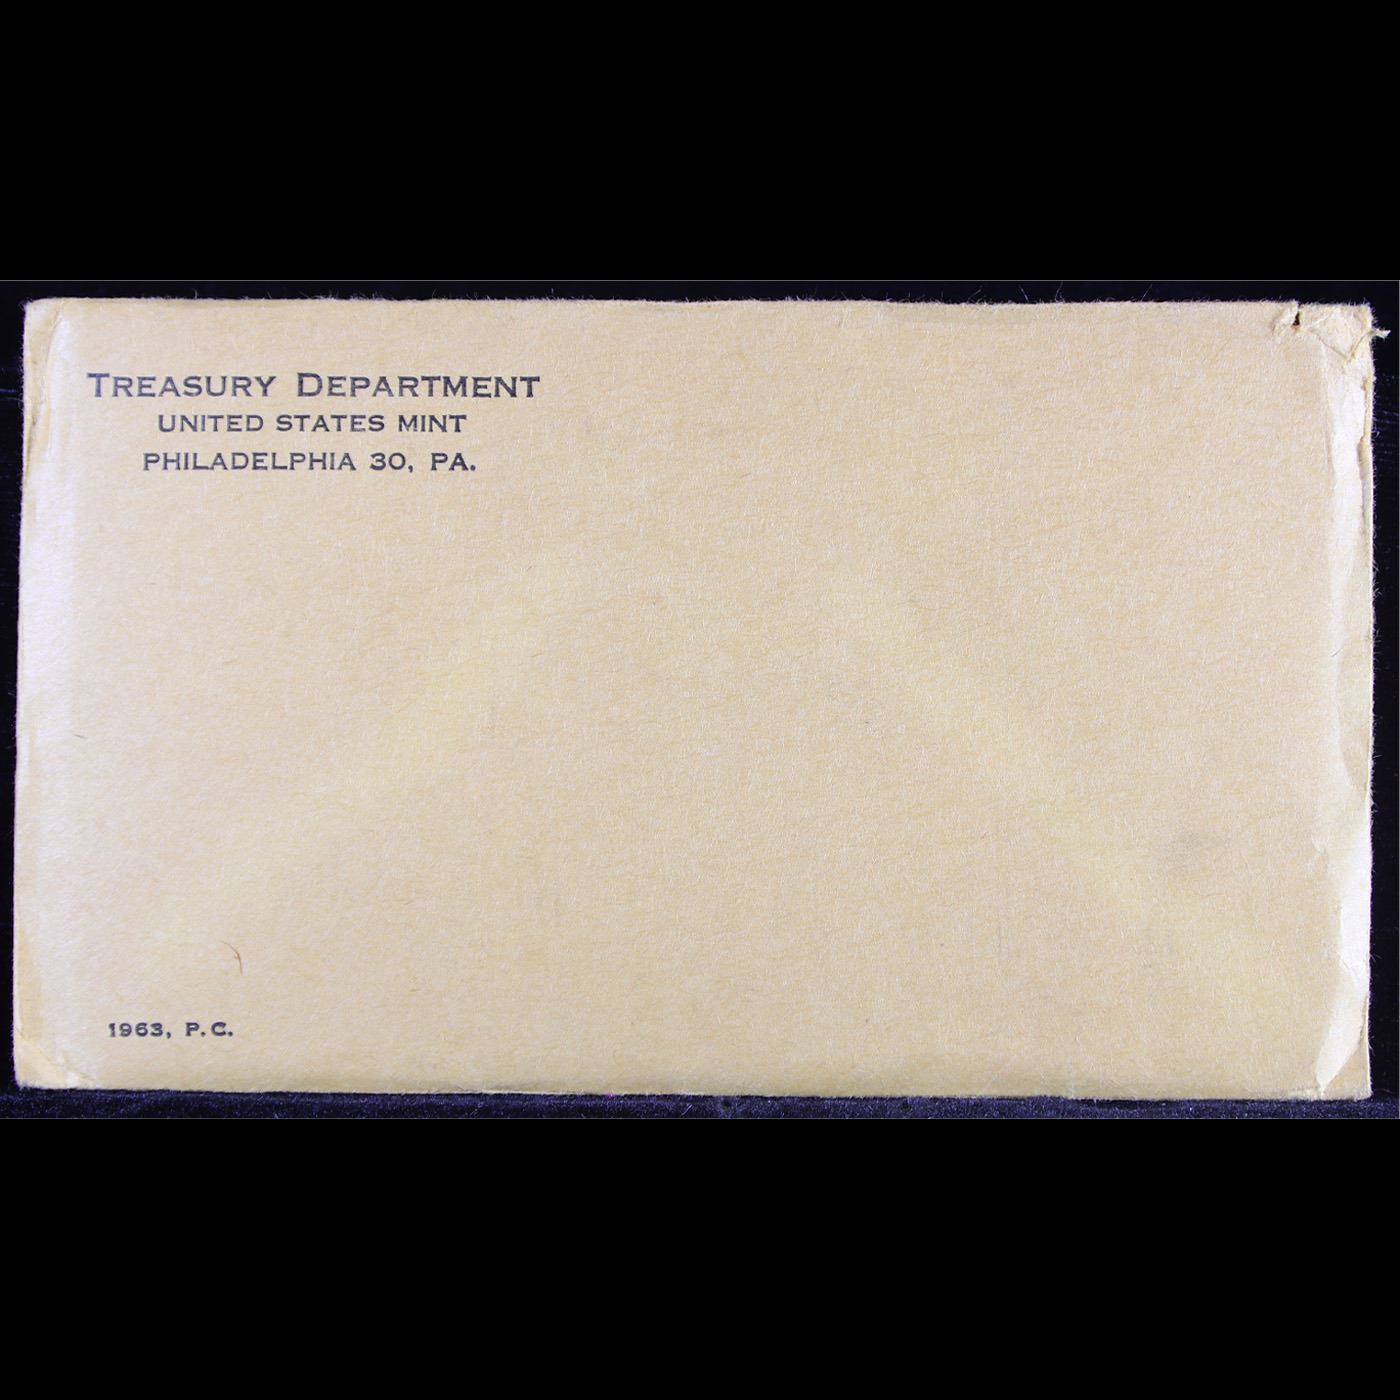 TREASURY DEPARTMENT
UNITED STATES MINT
PHILADELPHIA 30, PA.
1963, P.C.